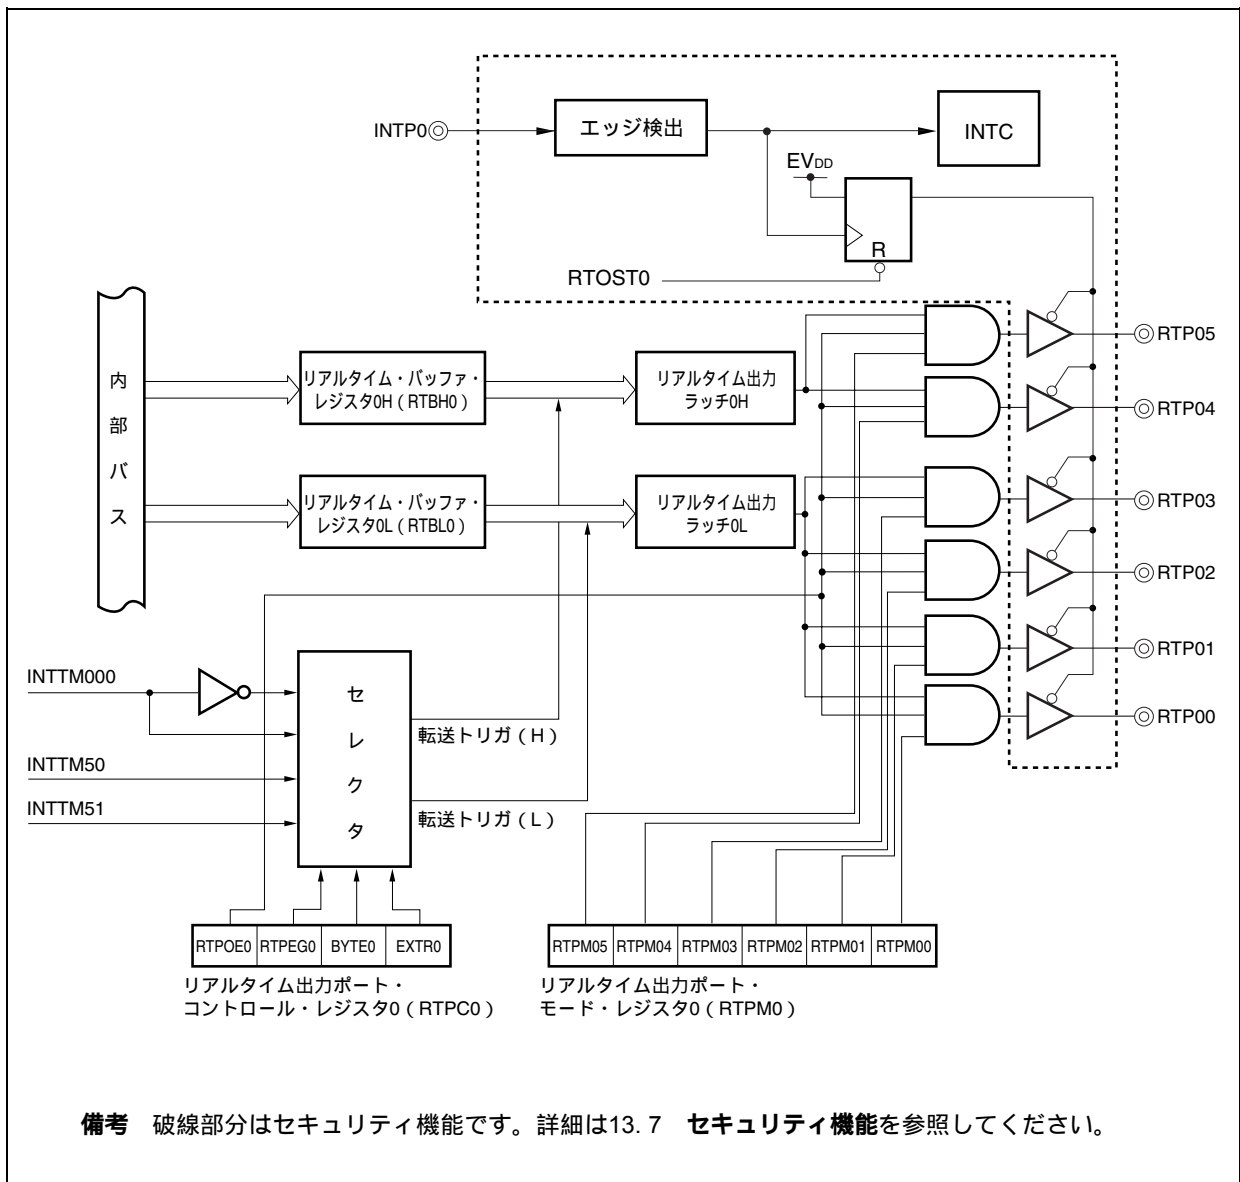 INTP0
エッジ検出
INTC
EVDD
R
RTOST0
内部バス
リアルタイム・バッファ・
レジスタ0H(RTBH0)
リアルタイム出力
ラッチ0H
リアルタイム・バッファ・
レジスタ0L(RTBL0)
リアルタイム出力
ラッチ0L
RTP05
RTP04
RTP03
RTP02
RTP01
RTP00
INTTM000
INTTM50
INTTM51
セレクタ
転送トリガ(H)
転送トリガ(L)
RTPOE0 RTPEG0 BYTE0 EXTR0
リアルタイム出力ポート・
コントロール・レジスタ0(RTPC0)
RTPM05 RTPM04 RTPM03 RTPM02 RTPM01 RTPM00
リアルタイム出力ポート・
モード・レジスタ0(RTPM0)
備考 破線部分はセキュリティ機能です。詳細は13. 7 セキュリティ機能を参照してください。